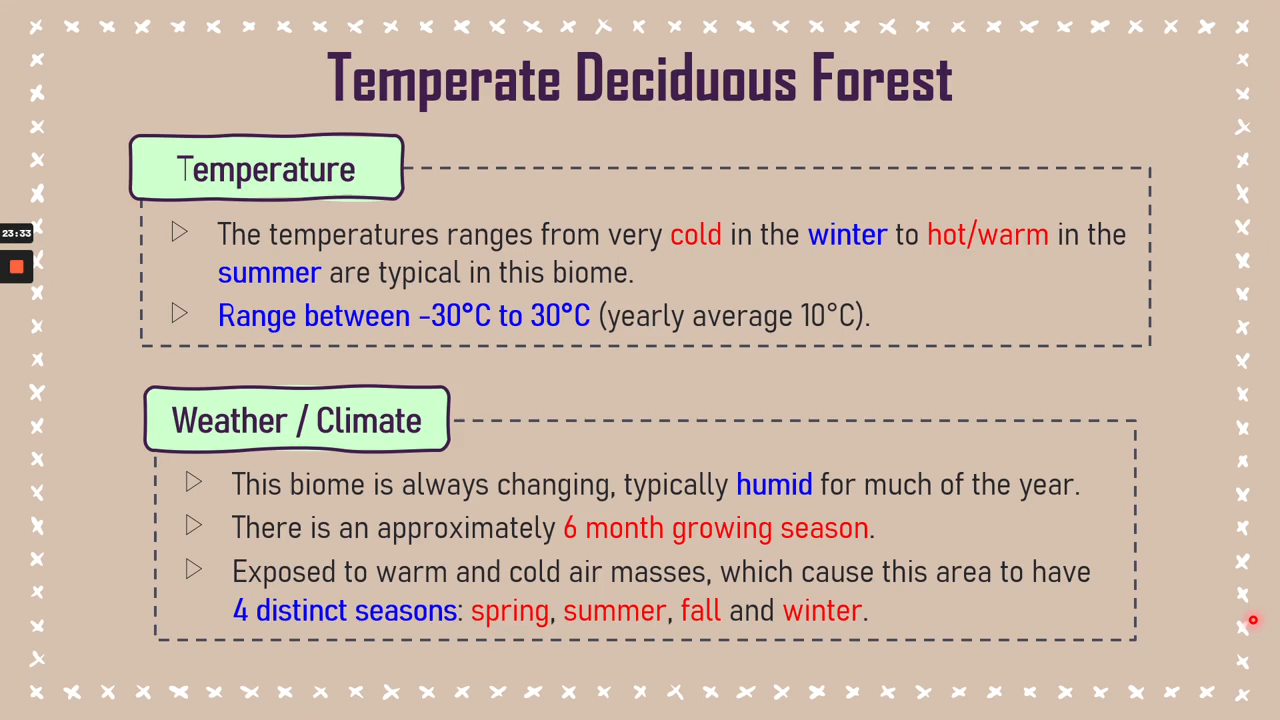 Temperate Deciduous Forest
Temperature
The temperatures ranges from very cold in the winter to hot/warm in the
summer are typical in this biome.
Range between -30°C to 30°C (yearly average 10°C).
23:33
Weather / Climate
This biome is always changing, typically humid for much of the year.
There is an approximately 6 month growing season.
Exposed to warm and cold air masses, which cause this area to have
4 distinct seasons: spring, summer, fall and winter.